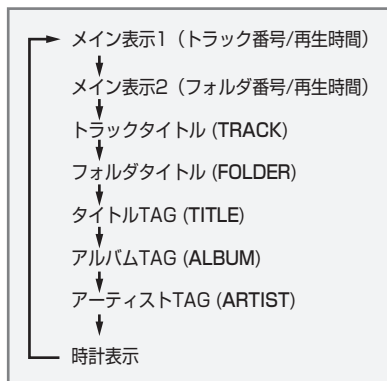 メイン表示1（トラック番号/再生時間）
メイン表示2（フォルダ番号/再生時間）
トラックタイトル (TRACK)
フォルダタイトル (FOLDER)
タイトルTAG (TITLE)
アルバムTAG (ALBUM)
アーティストTAG (ARTIST)
時計表示